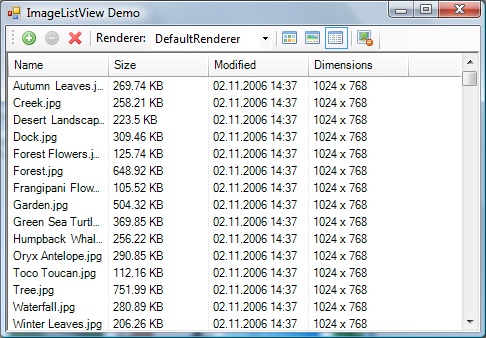 ImageListView Demo
Renderer: DefaultRenderer
Name Size Modified Dimensions
Autumn Leaves.j... 269.74 KB 02.11.2006 14:37 1024 x 768
Creek.jpg 258.21 KB 02.11.2006 14:37 1024 x 768
Desert Landscap... 223.5 KB 02.11.2006 14:37 1024 x 768
Dock.jpg 309.46 KB 02.11.2006 14:37 1024 x 768
Forest Flowers.j... 125.74 KB 02.11.2006 14:37 1024 x 768
Forest.jpg 648.92 KB 02.11.2006 14:37 1024 x 768
Frangipani Flow... 105.52 KB 02.11.2006 14:37 1024 x 768
Garden.jpg 504.32 KB 02.11.2006 14:37 1024 x 768
Green Sea Turtl... 369.85 KB 02.11.2006 14:37 1024 x 768
Humpback Whal... 256.22 KB 02.11.2006 14:37 1024 x 768
Oryx Antelope.jpg 290.85 KB 02.11.2006 14:37 1024 x 768
Toco Toucan.jpg 112.16 KB 02.11.2006 14:37 1024 x 768
Tree.jpg 751.99 KB 02.11.2006 14:37 1024 x 768
Waterfall.jpg 280.89 KB 02.11.2006 14:37 1024 x 768
Winter Leaves.jpg 206.26 KB 02.11.2006 14:37 1024 x 768